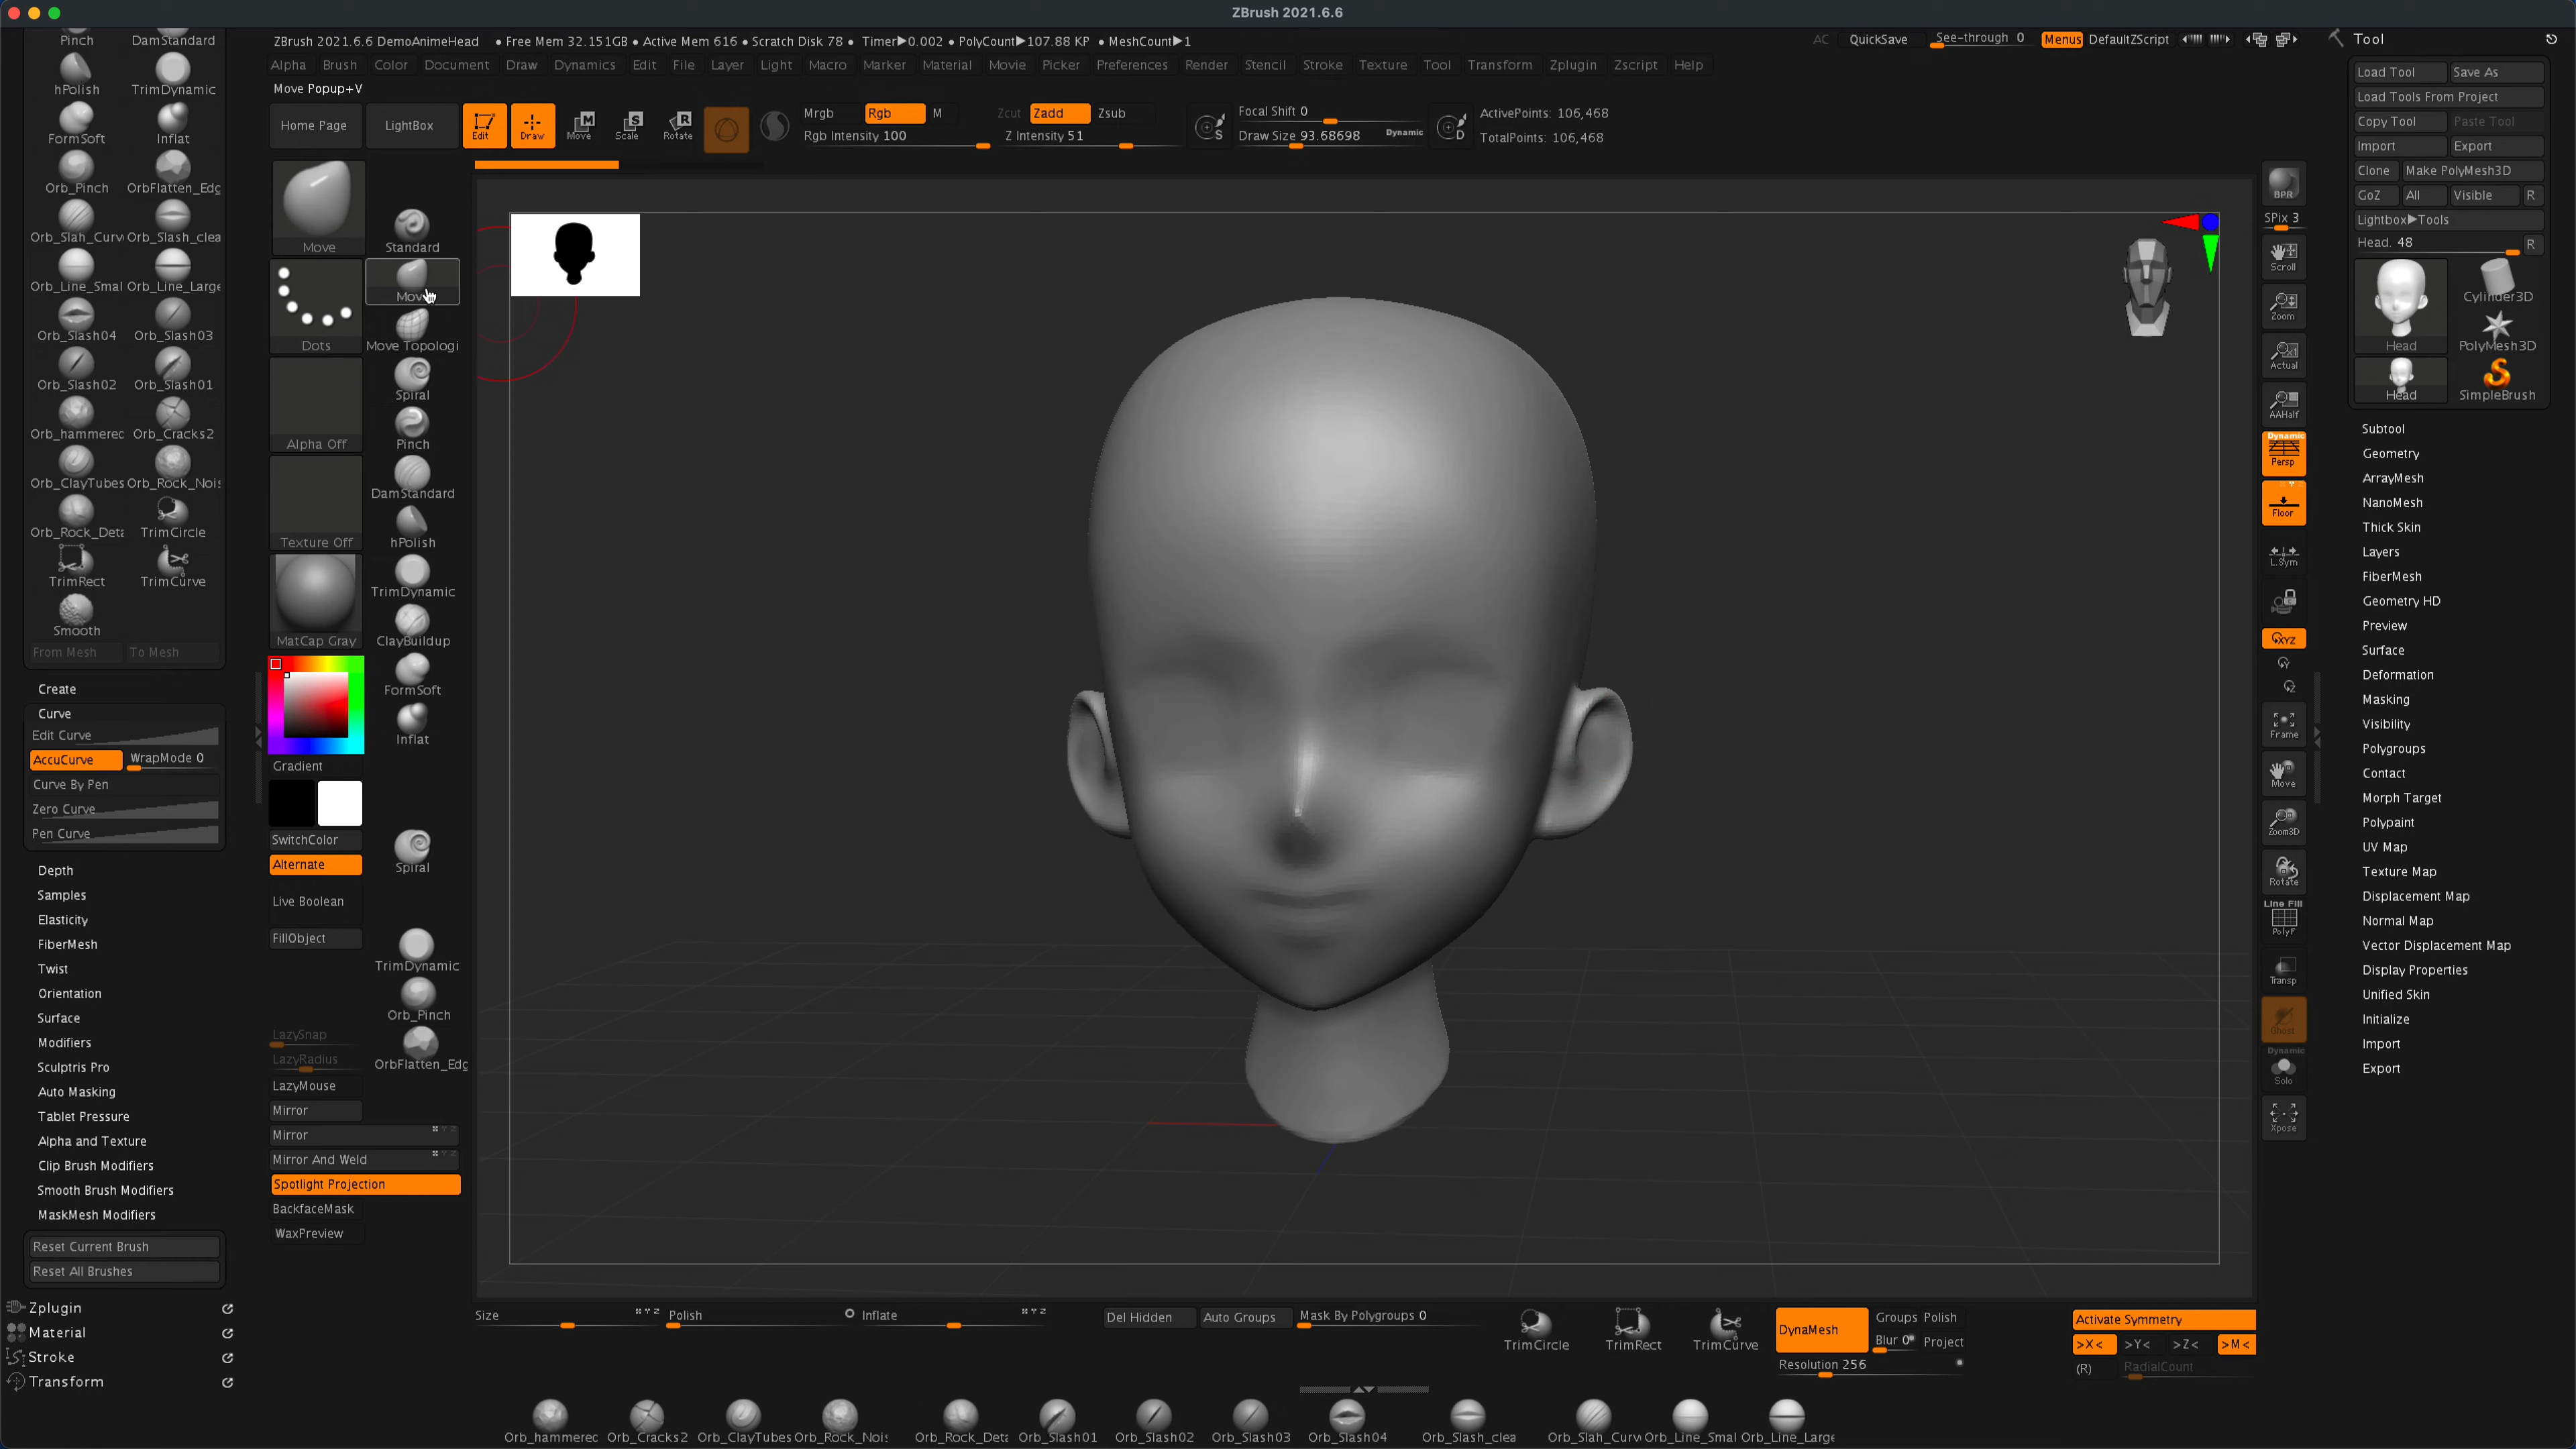 ZBrush 2021.6.6
ZBrush 2021.6.6 DemoAnimeHead • Free Mem 32.151GB • Active Mem 616 • Scratch Disk 78 • Timer▶0.002 • PolyCount▶107.88 KP • MeshCount▶1
AC QuickSave See-through 0 Menus DefaultZScript
Alpha Brush Color Document Draw Dynamics Edit File Layer Light Macro Marker Material Movie Picker Preferences Render Stencil Stroke Texture Tool Transform Zplugin Zscript Help
Move Popup+V
Home Page LightBox Edit Draw Move Scale Rotate
Mrgb Rgb M Zcut Zadd Zsub
Rgb Intensity 100 Z Intensity 51
Focal Shift 0
Draw Size 93.68698 Dynamic
ActivePoints: 106,468
TotalPoints: 106,468
Pinch DamStandard
hPolish TrimDynamic
FormSoft Inflat
Orb_Pinch OrbFlatten_Edg
Orb_Slah_Curv Orb_Slash_clea
Orb_Line_Smal Orb_Line_Large
Orb_Slash04 Orb_Slash03
Orb_Slash02 Orb_Slash01
Orb_hammered Orb_Cracks2
Orb_ClayTubes Orb_Rock_Nois
Orb_Rock_Deta TrimCircle
TrimRect TrimCurve
Smooth
From Mesh To Mesh
Create
Curve
Edit Curve
AccuCurve WrapMode 0
Curve By Pen
Zero Curve
Pen Curve
Depth
Samples
Elasticity
FiberMesh
Twist
Orientation
Surface
Modifiers
Sculptris Pro
Auto Masking
Tablet Pressure
Alpha and Texture
Clip Brush Modifiers
Smooth Brush Modifiers
MaskMesh Modifiers
Reset Current Brush
Reset All Brushes
Zplugin
Material
Stroke
Transform
Move
Dots
Alpha Off
Texture Off
MatCap Gray
Gradient
SwitchColor
Alternate
Live Boolean
FillObject
LazySnap
LazyRadius
LazyMouse
Mirror
Mirror
Mirror And Weld
Spotlight Projection
BackfaceMask
WaxPreview
Standard
Move
Move Topologi
Spiral
Pinch
DamStandard
hPolish
TrimDynamic
ClayBuildup
FormSoft
Inflat
Spiral
TrimDynamic
Orb_Pinch
OrbFlatten_Edg
Size Polish Inflate
Del Hidden Auto Groups Mask By Polygroups 0
TrimCircle TrimRect TrimCurve
DynaMesh Groups Polish
Blur 0 Project
Resolution 256
Activate Symmetry
>X< >Y< >Z< >M<
(R) RadialCount
Orb_hammered Orb_Cracks2 Orb_ClayTubes Orb_Rock_Nois Orb_Rock_Deta Orb_Slash01 Orb_Slash02 Orb_Slash03 Orb_Slash04 Orb_Slash_clea Orb_Slah_Curv Orb_Line_Smal Orb_Line_Large
BPR
SPix 3
Scroll
Zoom
Actual
AAHalf
Dynamic
Persp
Floor
L.Sym
XYZ
Y
Z
Frame
Move
Zoom3D
Rotate
Line Fill
PolyF
Transp
Ghost
Dynamic
Solo
Xpose
Tool
Load Tool Save As
Load Tools From Project
Copy Tool Paste Tool
Import Export
Clone Make PolyMesh3D
GoZ All Visible R
Lightbox▶Tools
Head. 48 R
Head Cylinder3D
PolyMesh3D
Head SimpleBrush
Subtool
Geometry
ArrayMesh
NanoMesh
Thick Skin
Layers
FiberMesh
Geometry HD
Preview
Surface
Deformation
Masking
Visibility
Polygroups
Contact
Morph Target
Polypaint
UV Map
Texture Map
Displacement Map
Normal Map
Vector Displacement Map
Display Properties
Unified Skin
Initialize
Import
Export